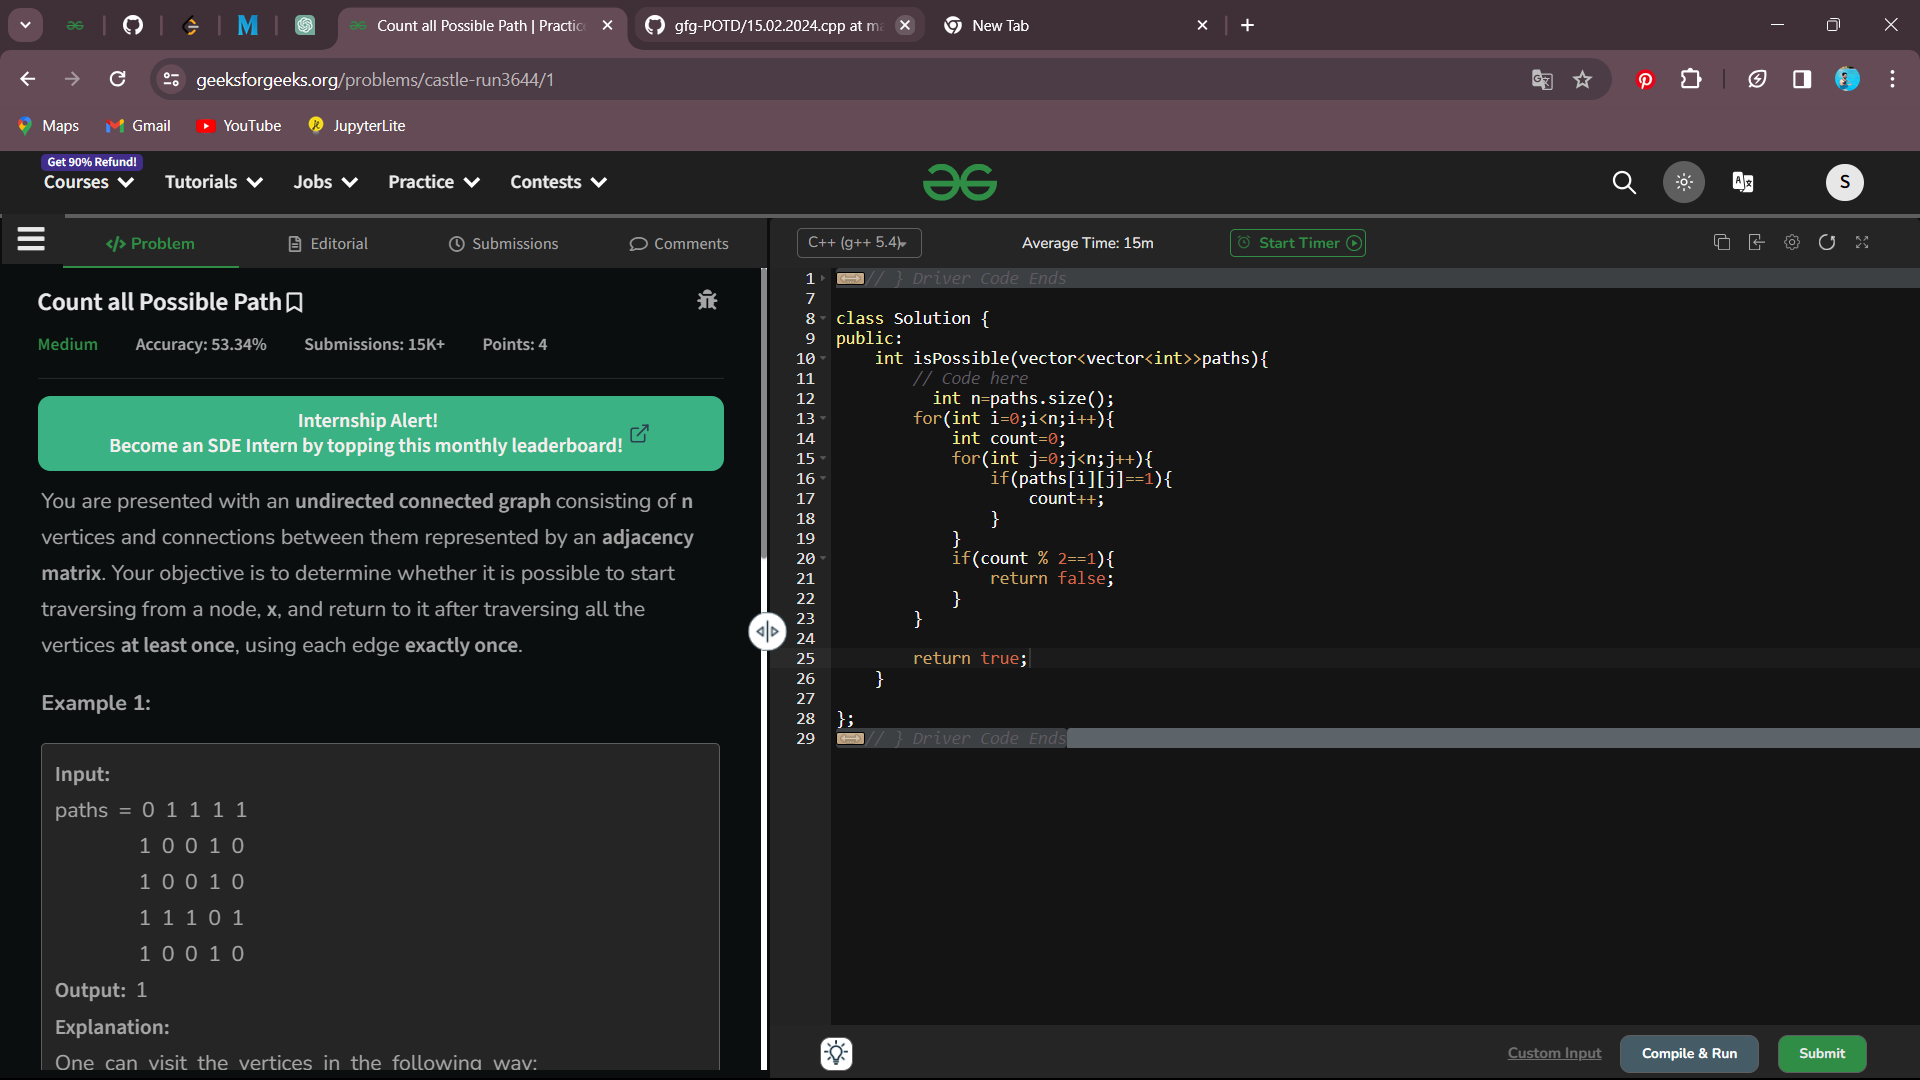 Count all Possible Path | Practic
gfg-POTD/15.02.2024.cpp at ma
New Tab
geeksforgeeks.org/problems/castle-run3644/1
Maps
Gmail
YouTube
JupyterLite
Get 90% Refund!
Courses
Tutorials
Jobs
Practice
Contests
S
</> Problem
Editorial
Submissions
Comments
Count all Possible Path
Medium
Accuracy: 53.34%
Submissions: 15K+
Points: 4
Internship Alert!
Become an SDE Intern by topping this monthly leaderboard!
You are presented with an undirected connected graph consisting of n
vertices and connections between them represented by an adjacency
matrix. Your objective is to determine whether it is possible to start
traversing from a node, x, and return to it after traversing all the
vertices at least once, using each edge exactly once.
Example 1:
Input:
paths = 0 1 1 1 1
1 0 0 1 0
1 0 0 1 0
1 1 1 0 1
1 0 0 1 0
Output: 1
Explanation:
One can visit the vertices in the following way:
C++ (g++ 5.4)
Average Time: 15m
Start Timer
1 // } Driver Code Ends
7
8 class Solution {
9 public:
10 int isPossible(vector<vector<int>>paths){
11 // Code here
12 int n=paths.size();
13 for(int i=0;i<n;i++){
14 int count=0;
15 for(int j=0;j<n;j++){
16 if(paths[i][j]==1){
17 count++;
18 }
19 }
20 if(count % 2==1){
21 return false;
22 }
23 }
24
25 return true;
26 }
27
28 };
29 // } Driver Code Ends
Custom Input
Compile & Run
Submit